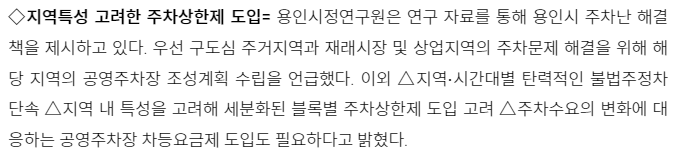 ◇지역특성 고려한 주차상한제 도입= 용인시정연구원은 연구 자료를 통해 용인시 주차난 해결
책을 제시하고 있다. 우선 구도심 주거지역과 재래시장 및 상업지역의 주차문제 해결을 위해 해
당 지역의 공영주차장 조성계획 수립을 언급했다. 이외 △지역·시간대별 탄력적인 불법주정차
단속 △지역 내 특성을 고려해 세분화된 블록별 주차상한제 도입 고려 △주차수요의 변화에 대
응하는 공영주차장 차등요금제 도입도 필요하다고 밝혔다.